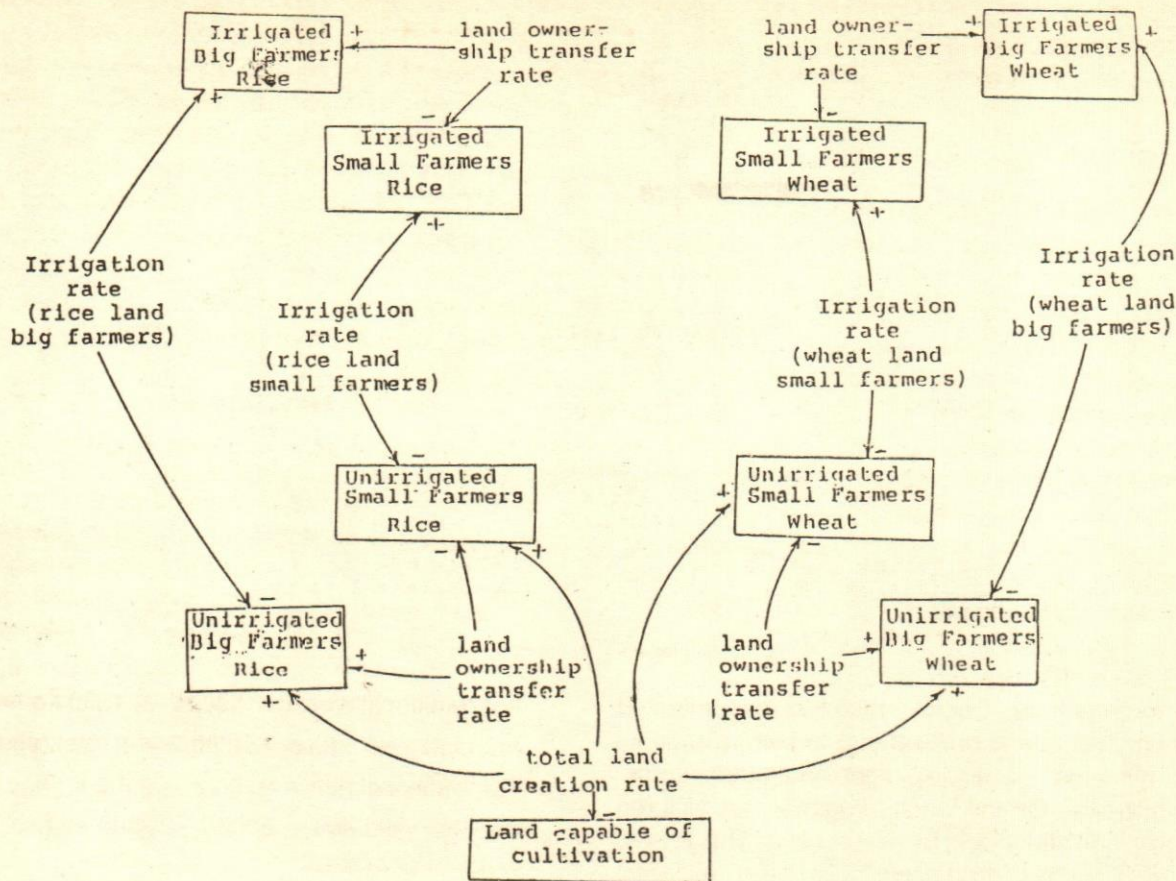 Irrigated
Big Farmers
Rice
+
+
land owner-
ship transfer
rate
-
Irrigated
Small Farmers
Rice
+
land owner-
ship transfer
rate
+
Irrigated
Big Farmers
Wheat
+
-
Irrigated
Small Farmers
Wheat
+
Irrigation
rate
(rice land
big farmers)
Irrigation
rate
(rice land
small farmers)
Irrigation
rate
(wheat land
small farmers)
Irrigation
rate
(wheat land
big farmers)
-
Unirrigated
Small Farmers
Rice
-
+
+
-
+
Unirrigated
Small Farmers
Wheat
-
-
Unirrigated
Big Farmers
Rice
+
+
land
ownership
transfer
rate
land
ownership
transfer
rate
-
+
Unirrigated
Big Farmers
Wheat
+
total land
creation rate
-
Land capable of
cultivation